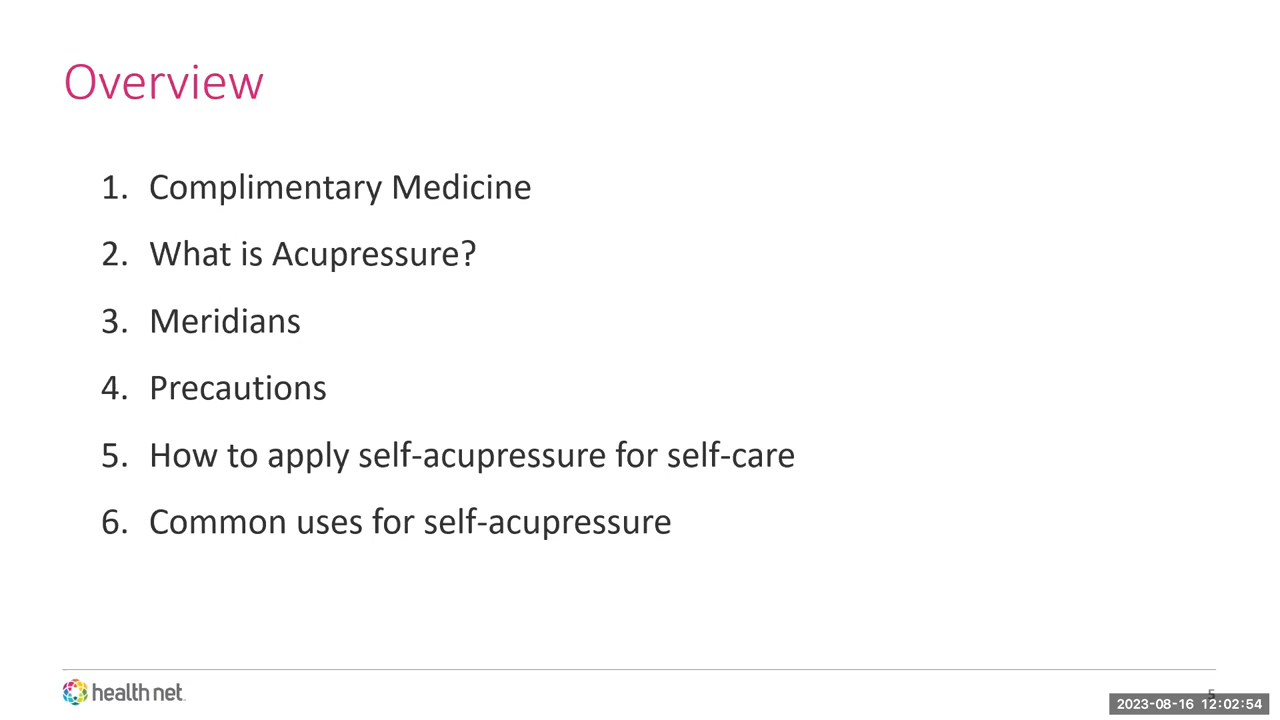 Overview
1. Complimentary Medicine
2. What is Acupressure?
3. Meridians
4. Precautions
5. How to apply self-acupressure for self-care
6. Common uses for self-acupressure
health net
5
2023-08-16 12:02:54